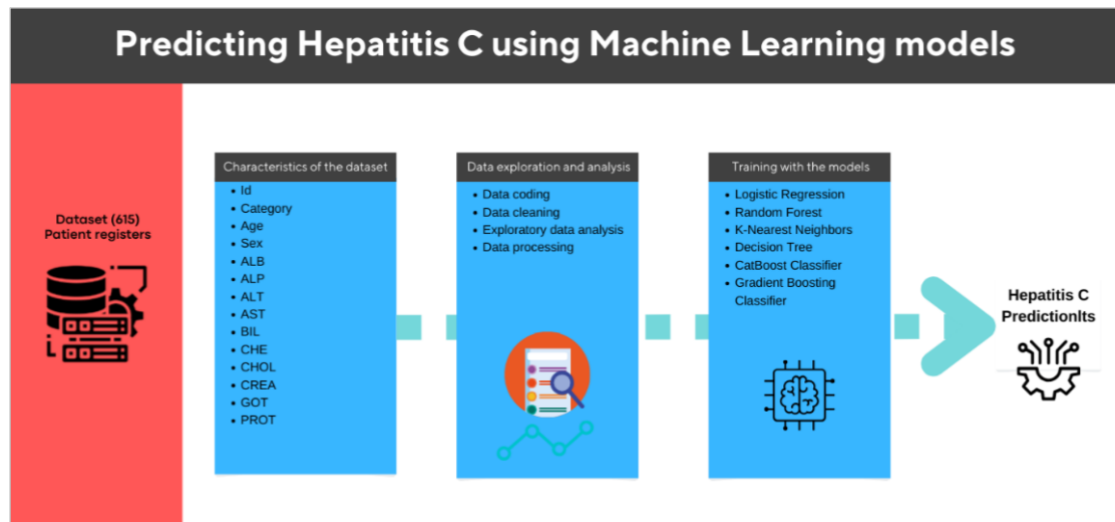 Predicting Hepatitis C using Machine Learning models
Dataset (615)
Patient registers
Characteristics of the dataset
• Id
• Category
• Age
• Sex
• ALB
• ALP
• ALT
• AST
• BIL
• CHE
• CHOL
• CREA
• GOT
• PROT
Data exploration and analysis
• Data coding
• Data cleaning
• Exploratory data analysis
• Data processing
Training with the models
• Logistic Regression
• Random Forest
• K-Nearest Neighbors
• Decision Tree
• CatBoost Classifier
• Gradient Boosting
Classifier
Hepatitis C
PredictionIts